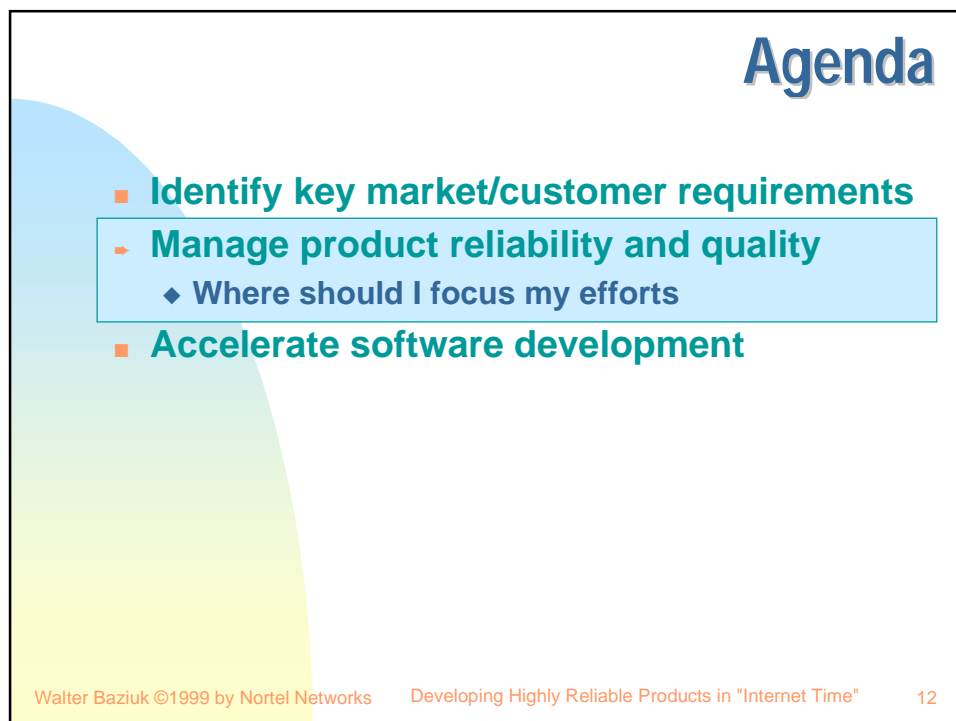 Agenda
Identify key market/customer requirements
Manage product reliability and quality
Where should I focus my efforts
Accelerate software development
Walter Baziuk ©1999 by Nortel Networks Developing Highly Reliable Products in "Internet Time" 12